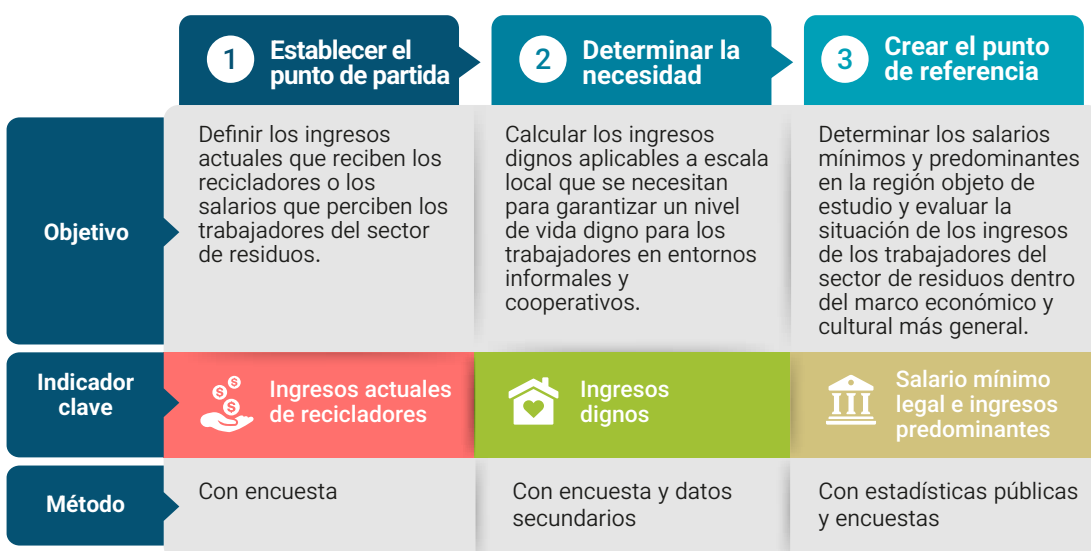 1
Establecer el
punto de partida
2
Determinar la
necesidad
3
Crear el punto
de referencia
Objetivo
Definir los ingresos
actuales que reciben los
recicladores o los
salarios que perciben los
trabajadores del sector
de residuos.
Calcular los ingresos
dignos aplicables a escala
local que se necesitan
para garantizar un nivel
de vida digno para los
trabajadores en entornos
informales y
cooperativos.
Determinar los salarios
mínimos y predominantes
en la región objeto de
estudio y evaluar la
situación de los ingresos
de los trabajadores del
sector de residuos dentro
del marco económico y
cultural más general.
Indicador
clave
$
$
$
Ingresos actuales
de recicladores
Ingresos
dignos
Salario mínimo
legal e ingresos
predominantes
Método
Con encuesta
Con encuesta y datos
secundarios
Con estadísticas públicas
y encuestas